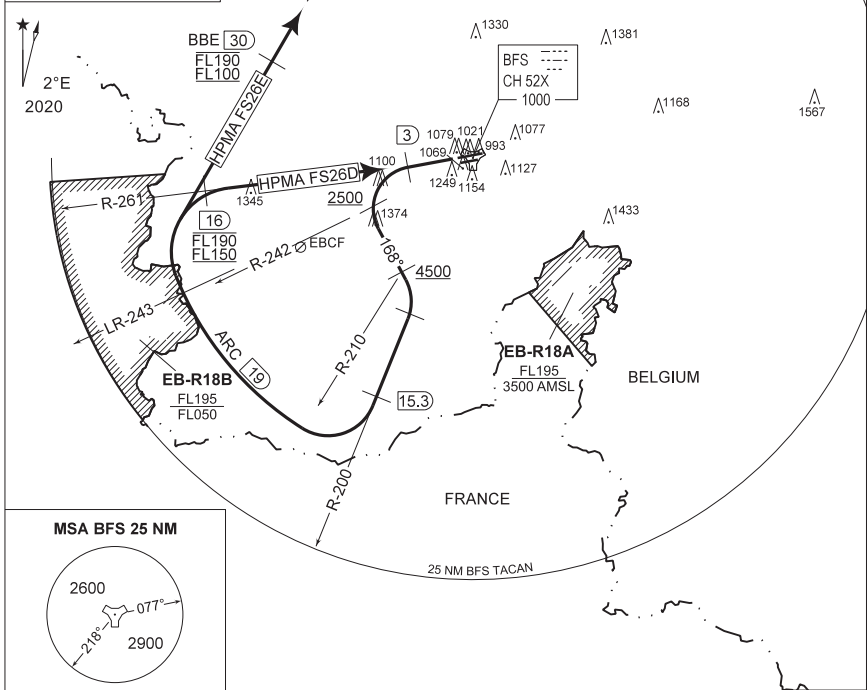 1330
1381
BBE 30
FL190
FL100
BFS
CH 52X
1000
2°E
2020
1168
1567
HPMA FS26E
3
1079
1021
993
1077
1069
1127
1249
1154
1100
HPMA FS26D
1345
2500
R-261
16
FL190
FL150
1374
1433
R-242
EBCF
168°
4500
LR-243
ARC 19
R-210
EB-R18B
FL195
FL050
EB-R18A
FL195
3500 AMSL
BELGIUM
15.3
R-200
FRANCE
MSA BFS 25 NM
25 NM BFS TACAN
2600
077°
218°
2900